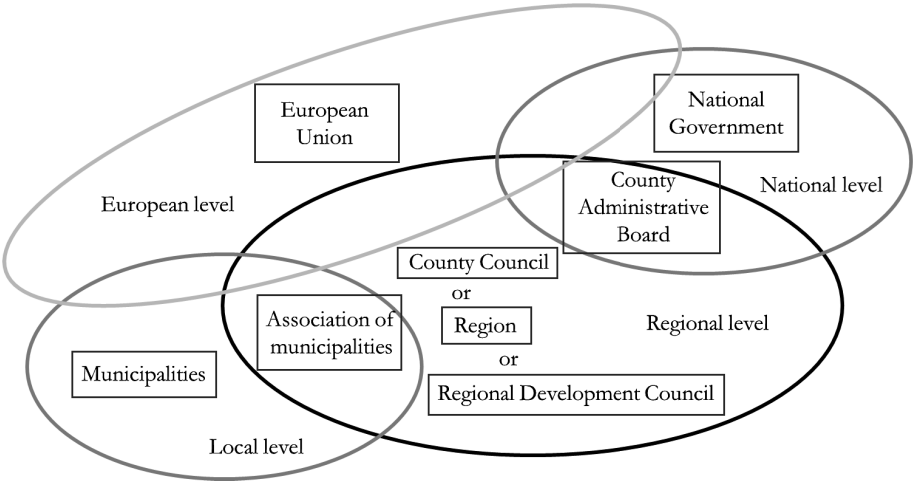 European
Union
National
Government
European level
County
Administrative
Board
National level
County Council
or
Association of
municipalities
Region
Regional level
or
Municipalities
Regional Development Council
Local level